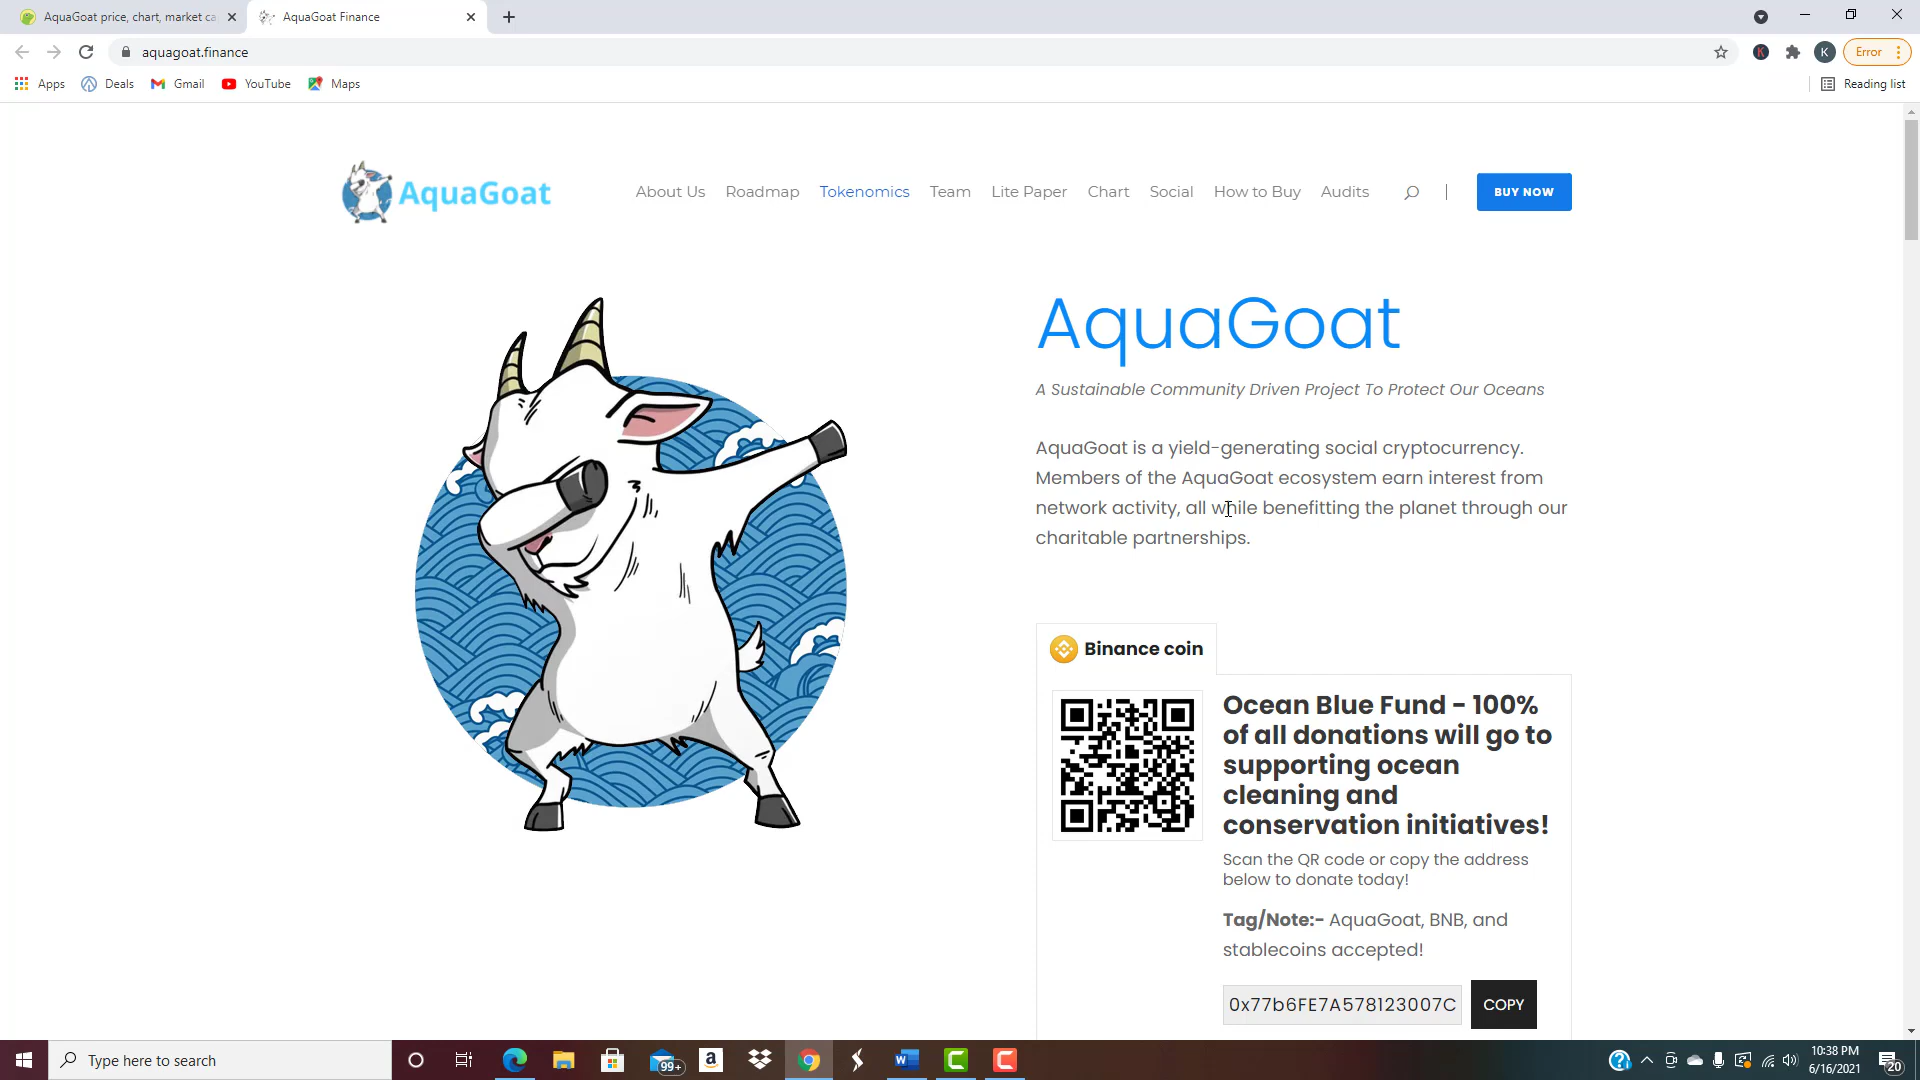 AquaGoat price, chart, market ca
AquaGoat Finance
aquagoat.finance
K
K
Error
Apps
Deals
Gmail
YouTube
Maps
Reading list
AquaGoat
About Us
Roadmap
Tokenomics
Team
Lite Paper
Chart
Social
How to Buy
Audits
BUY NOW
AquaGoat
A Sustainable Community Driven Project To Protect Our Oceans
AquaGoat is a yield-generating social cryptocurrency.
Members of the AquaGoat ecosystem earn interest from
network activity, all while benefitting the planet through our
charitable partnerships.
Binance coin
Ocean Blue Fund - 100%
of all donations will go to
supporting ocean
cleaning and
conservation initiatives!
Scan the QR code or copy the address
below to donate today!
Tag/Note:- AquaGoat, BNB, and
stablecoins accepted!
0x77b6FE7A578123007C
COPY
Type here to search
99+
10:38 PM
6/16/2021
20